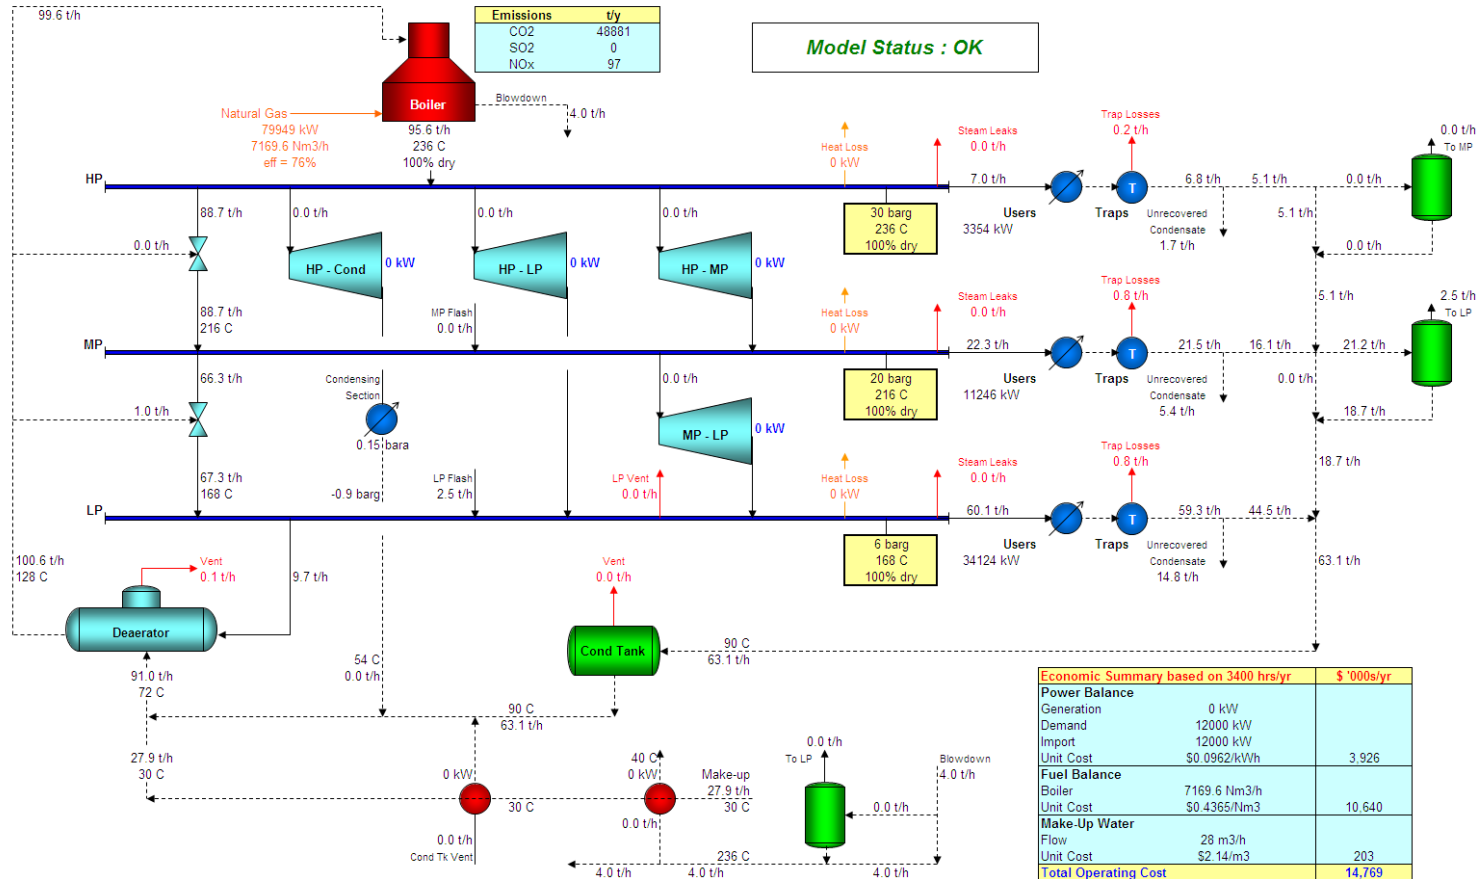 99.6 t/h
Emissions t/y
CO2 48881
SO2 0
NOx 97
Model Status : OK
Boiler
Blowdown
4.0 t/h
Natural Gas
79949 kW
7169.6 Nm3/h
eff = 76%
95.6 t/h
236 C
100% dry
Heat Loss
0 kW
Steam Leaks
0.0 t/h
Trap Losses
0.2 t/h
0.0 t/h
To MP
HP
7.0 t/h
T
6.8 t/h
5.1 t/h
0.0 t/h
88.7 t/h
0.0 t/h
0.0 t/h
0.0 t/h
30 barg
236 C
100% dry
Users
3354 kW
Traps
Unrecovered
Condensate
1.7 t/h
5.1 t/h
0.0 t/h
0.0 t/h
HP - Cond
0 kW
HP - LP
0 kW
HP - MP
0 kW
88.7 t/h
216 C
MP Flash
0.0 t/h
Heat Loss
0 kW
Steam Leaks
0.0 t/h
Trap Losses
0.8 t/h
5.1 t/h
2.5 t/h
To LP
MP
22.3 t/h
T
21.5 t/h
16.1 t/h
21.2 t/h
66.3 t/h
Condensing
Section
0.0 t/h
20 barg
216 C
100% dry
Users
11246 kW
Traps
Unrecovered
Condensate
5.4 t/h
0.0 t/h
18.7 t/h
1.0 t/h
0.15 bara
MP - LP
0 kW
67.3 t/h
168 C
-0.9 barg
LP Flash
2.5 t/h
LP Vent
0.0 t/h
Heat Loss
0 kW
Steam Leaks
0.0 t/h
Trap Losses
0.8 t/h
18.7 t/h
LP
60.1 t/h
T
59.3 t/h
44.5 t/h
6 barg
168 C
100% dry
Users
34124 kW
Traps
Unrecovered
Condensate
14.8 t/h
63.1 t/h
100.6 t/h
128 C
Vent
0.1 t/h
9.7 t/h
Vent
0.0 t/h
Deaerator
Cond Tank
90 C
63.1 t/h
91.0 t/h
72 C
54 C
0.0 t/h
90 C
63.1 t/h
27.9 t/h
30 C
0 kW
30 C
0.0 t/h
Cond Tk Vent
40 C
0 kW
0.0 t/h
Make-up
27.9 t/h
30 C
0.0 t/h
To LP
Blowdown
4.0 t/h
0.0 t/h
236 C
4.0 t/h
4.0 t/h
4.0 t/h
Economic Summary based on 3400 hrs/yr $ '000s/yr
Power Balance
Generation 0 kW
Demand 12000 kW
Import 12000 kW
Unit Cost $0.0962/kWh 3,926
Fuel Balance
Boiler 7169.6 Nm3/h
Unit Cost $0.4365/Nm3 10,640
Make-Up Water
Flow 28 m3/h
Unit Cost $2.14/m3 203
Total Operating Cost 14,769